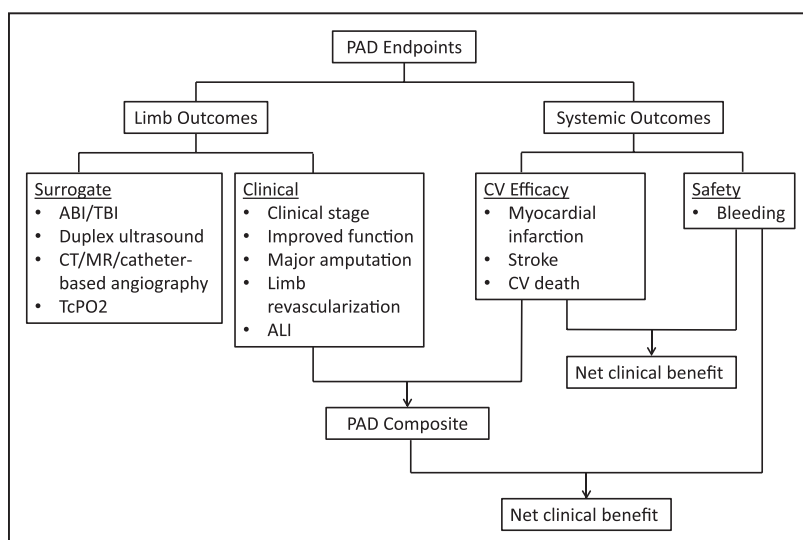 PAD Endpoints
Limb Outcomes
Systemic Outcomes
Surrogate
• ABI/TBI
• Duplex ultrasound
• CT/MR/catheter-
based angiography
• TcPO2
Clinical
• Clinical stage
• Improved function
• Major amputation
• Limb
revascularization
• ALI
CV Efficacy
• Myocardial
infarction
• Stroke
• CV death
Safety
• Bleeding
Net clinical benefit
PAD Composite
Net clinical benefit